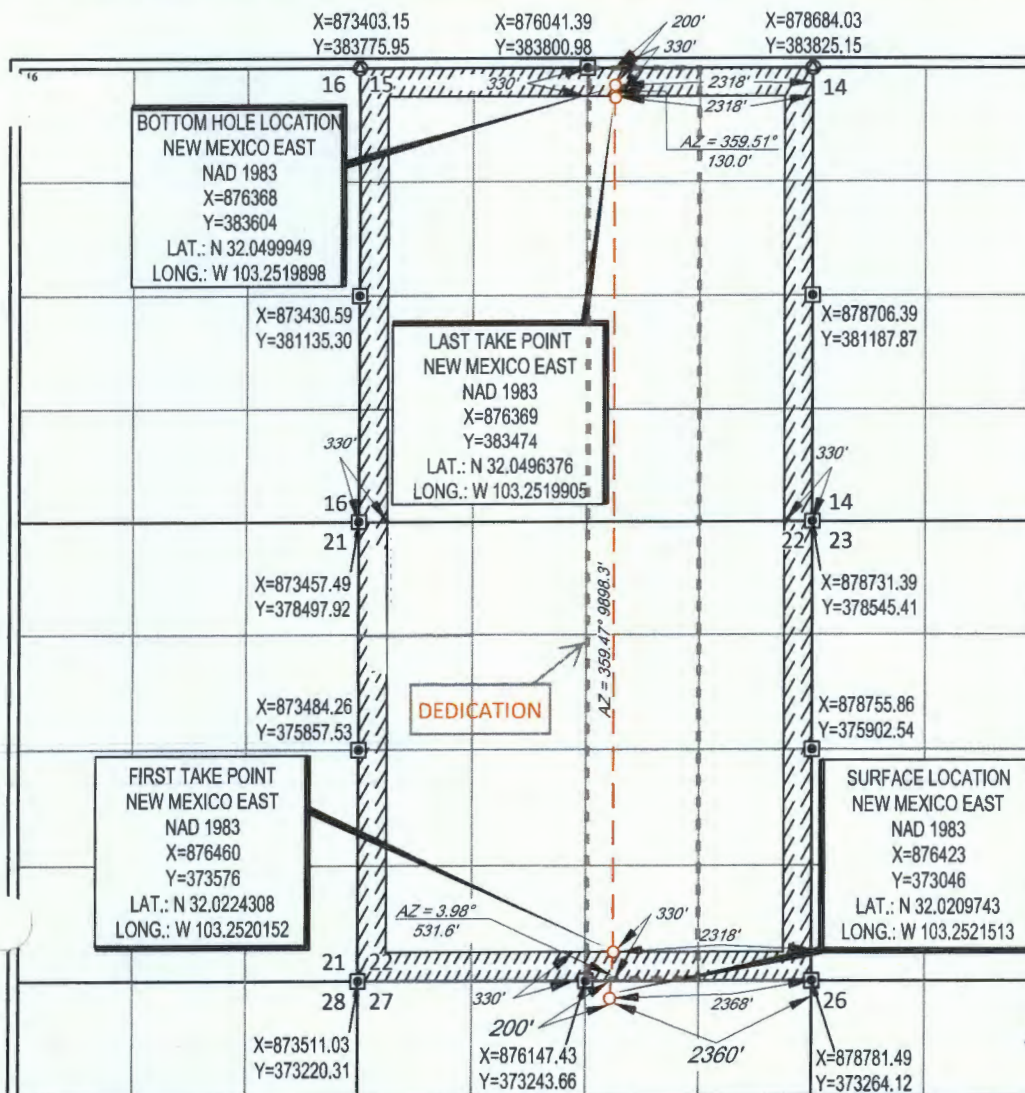 X=873403.15
Y=383775.95
X=876041.39
Y=383800.98
200'
330'
X=878684.03
Y=383825.15
16
16
15
330'
2318'
14
2318'
AZ = 359.51°
130.0'
BOTTOM HOLE LOCATION
NEW MEXICO EAST
NAD 1983
X=876368
Y=383604
LAT.: N 32.0499949
LONG.: W 103.2519898
X=873430.59
Y=381135.30
X=878706.39
Y=381187.87
LAST TAKE POINT
NEW MEXICO EAST
NAD 1983
X=876369
Y=383474
LAT.: N 32.0496376
LONG.: W 103.2519905
330'
330'
16
14
21
22
23
X=873457.49
Y=378497.92
X=878731.39
Y=378545.41
AZ = 359.47° 9898.3'
DEDICATION
X=873484.26
Y=375857.53
X=878755.86
Y=375902.54
FIRST TAKE POINT
NEW MEXICO EAST
NAD 1983
X=876460
Y=373576
LAT.: N 32.0224308
LONG.: W 103.2520152
SURFACE LOCATION
NEW MEXICO EAST
NAD 1983
X=876423
Y=373046
LAT.: N 32.0209743
LONG.: W 103.2521513
AZ = 3.98°
531.6'
330'
2318'
21
22
28
27
330'
2368'
26
200'
2360'
X=873511.03
Y=373220.31
X=876147.43
Y=373243.66
X=878781.49
Y=373264.12